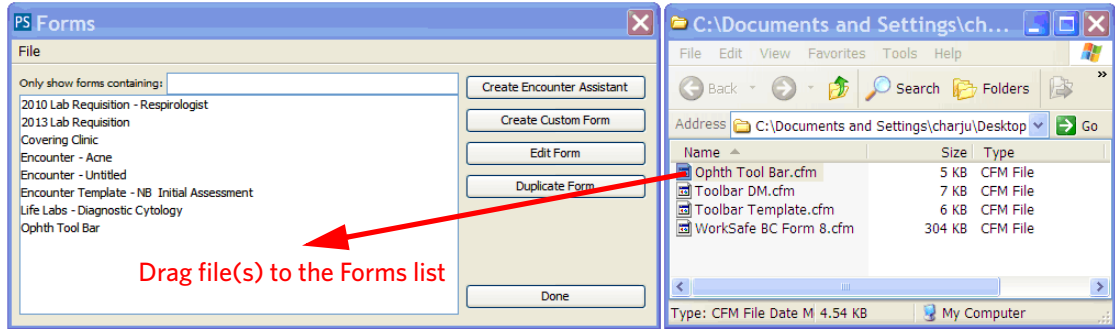 PS Forms
File
Only show forms containing:
2010 Lab Requisition - Respirologist
2013 Lab Requisition
Covering Clinic
Encounter - Acne
Encounter - Untitled
Encounter Template - NB Initial Assessment
Life Labs - Diagnostic Cytology
Ophth Tool Bar
Create Encounter Assistant
Create Custom Form
Edit Form
Duplicate Form
Done
Drag file(s) to the Forms list
C:\Documents and Settings\ch...
File Edit View Favorites Tools Help
Back Search Folders »
Address C:\Documents and Settings\charju\Desktop Go
Name Size Type
Ophth Tool Bar.cfm 5 KB CFM File
Toolbar DM.cfm 7 KB CFM File
Toolbar Template.cfm 6 KB CFM File
WorkSafe BC Form 8.cfm 304 KB CFM File
Type: CFM File Date M 4.54 KB My Computer